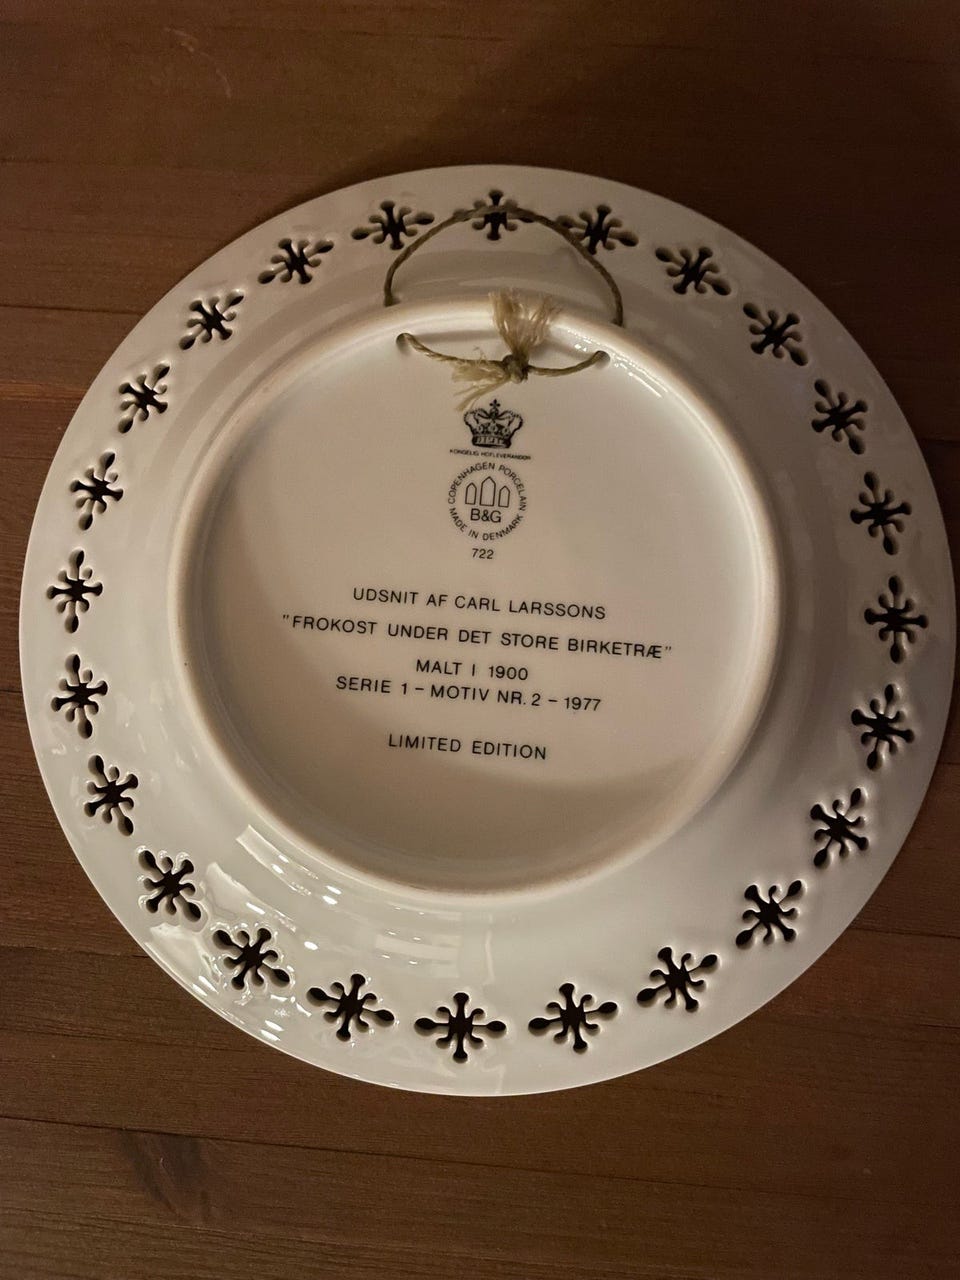 KONGELIG HOFLEVERANDØR
COPENHAGEN PORCELAIN
B&G
MADE IN DENMARK
722
UDSNIT AF CARL LARSSONS
"FROKOST UNDER DET STORE BIRKETRÆ"
MALT I 1900
SERIE 1 - MOTIV NR. 2 - 1977
LIMITED EDITION